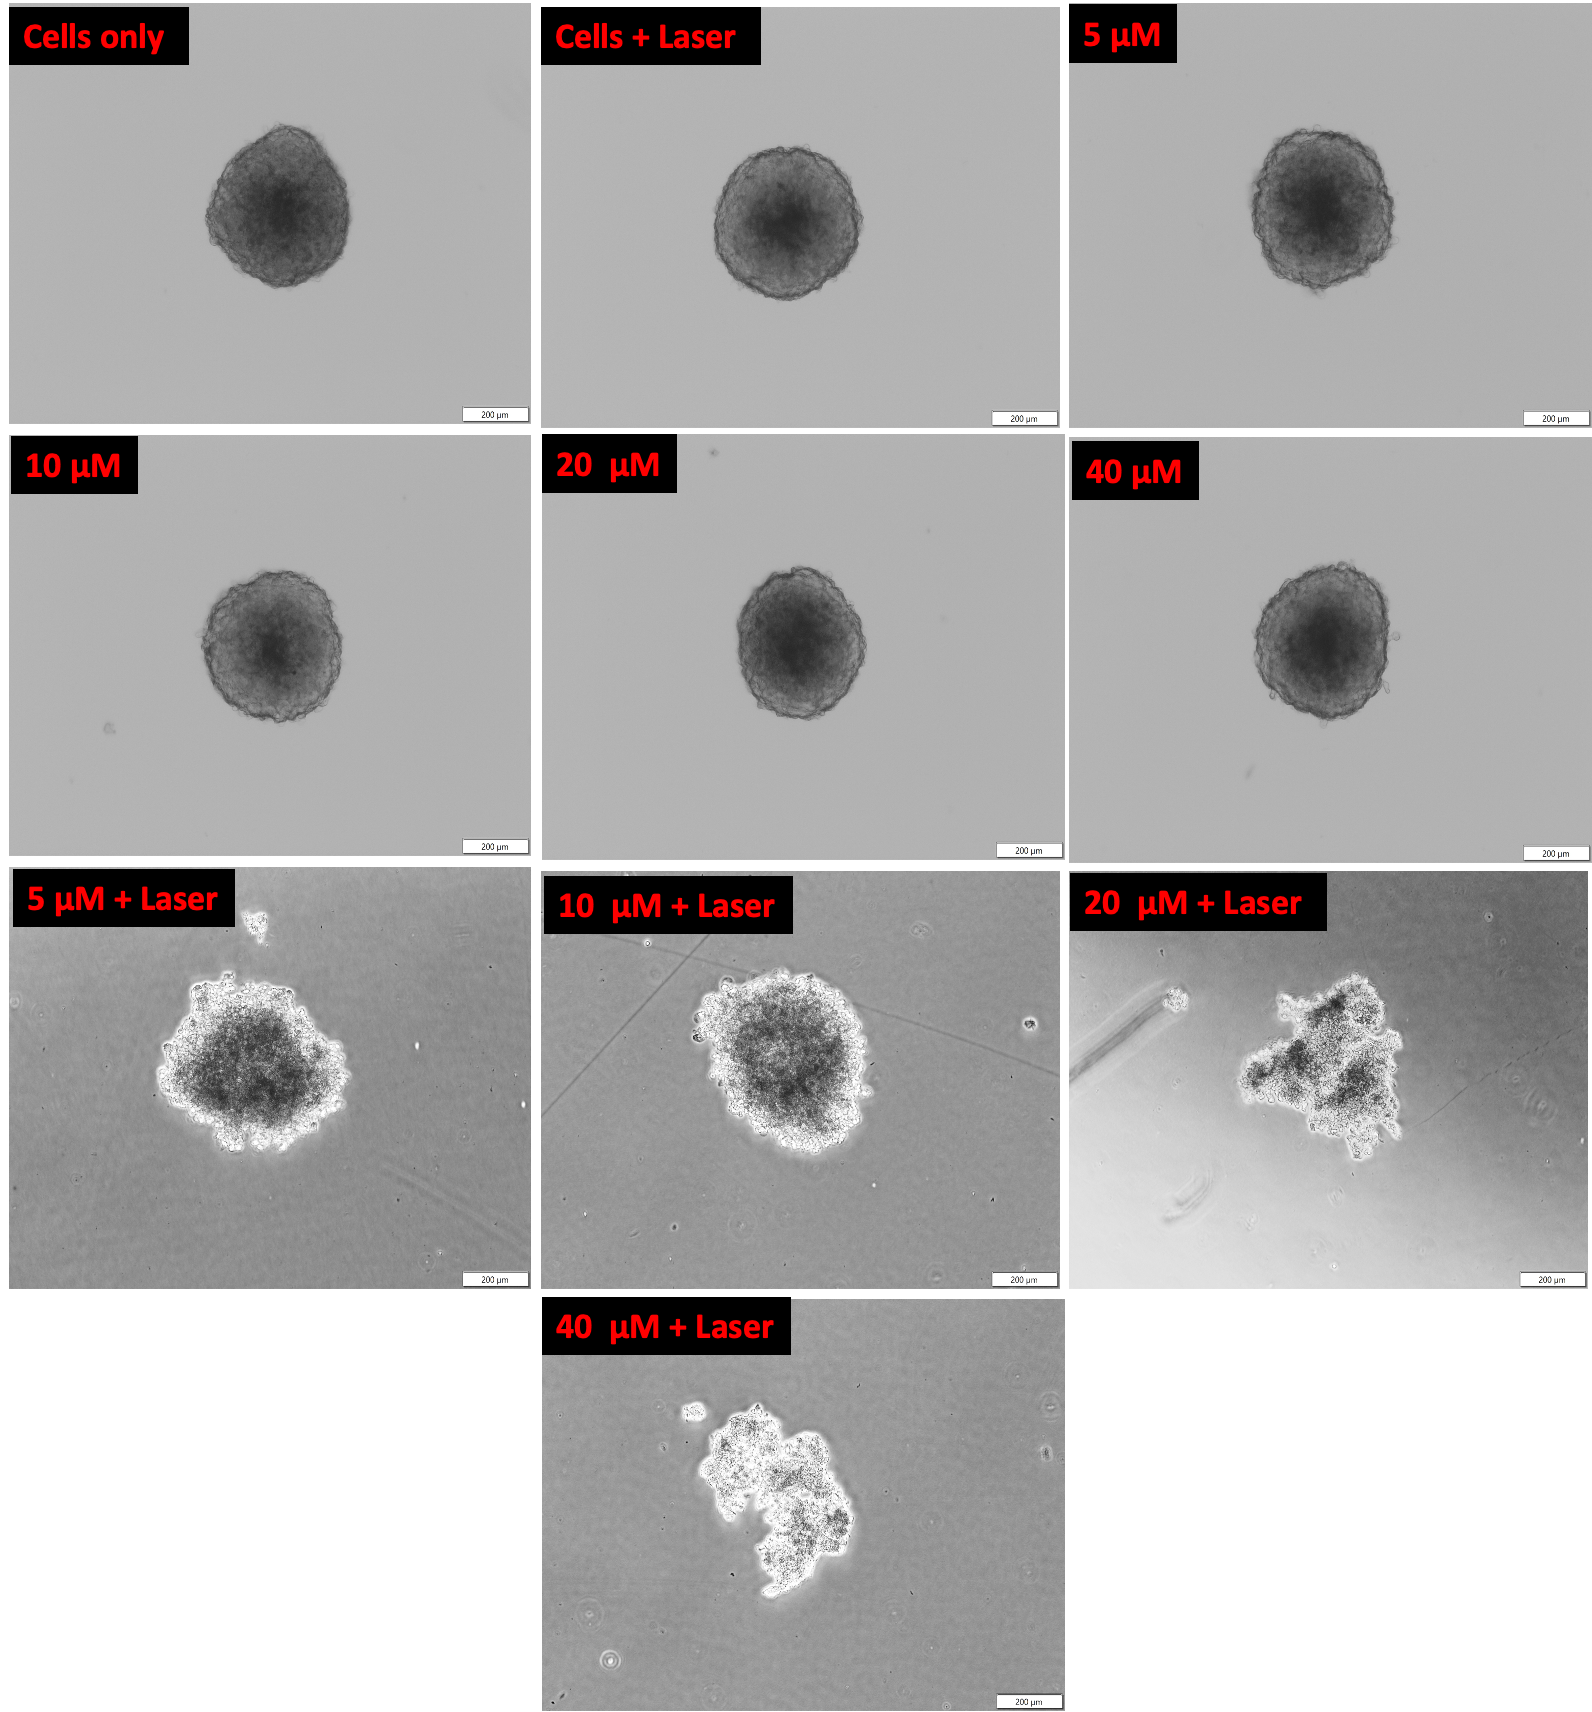 Cells only
Cells + Laser
5 µM
200 µm
200 µm
200 µm
10 µM
20 µM
40 µM
200 µm
200 µm
200 µm
5 µM + Laser
10 µM + Laser
20 µM + Laser
200 µm
200 µm
200 µm
40 µM + Laser
200 µm